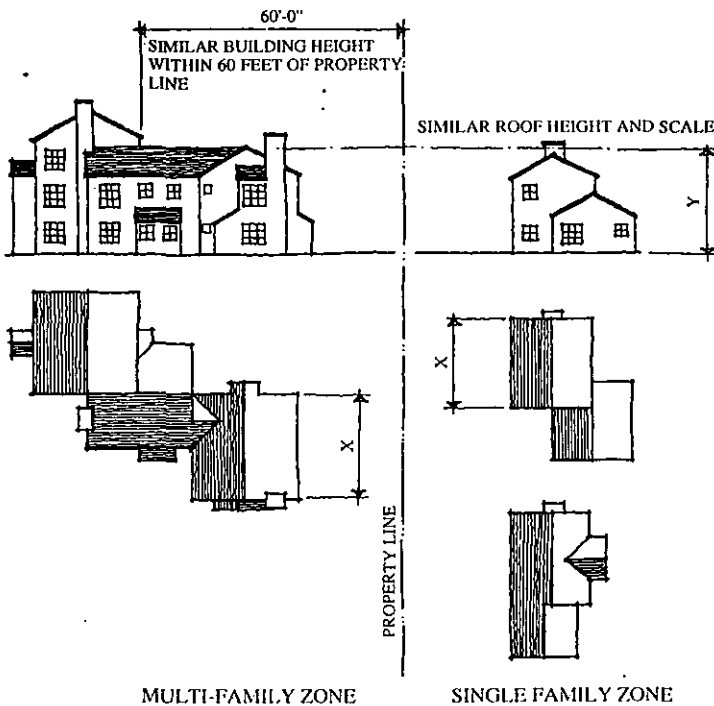 60'-0"
SIMILAR BUILDING HEIGHT
WITHIN 60 FEET OF PROPERTY
LINE
SIMILAR ROOF HEIGHT AND SCALE
Y
X
X
PROPERTY LINE
MULTI-FAMILY ZONE
SINGLE FAMILY ZONE